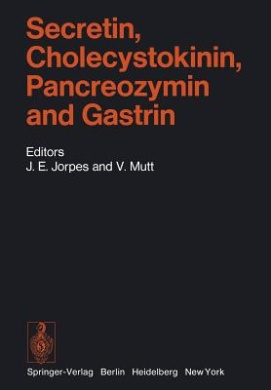 Secretin,
Cholecystokinin,
Pancreozymin
and Gastrin
Editors
J. E. Jorpes and V. Mutt
Springer-Verlag Berlin Heidelberg New York